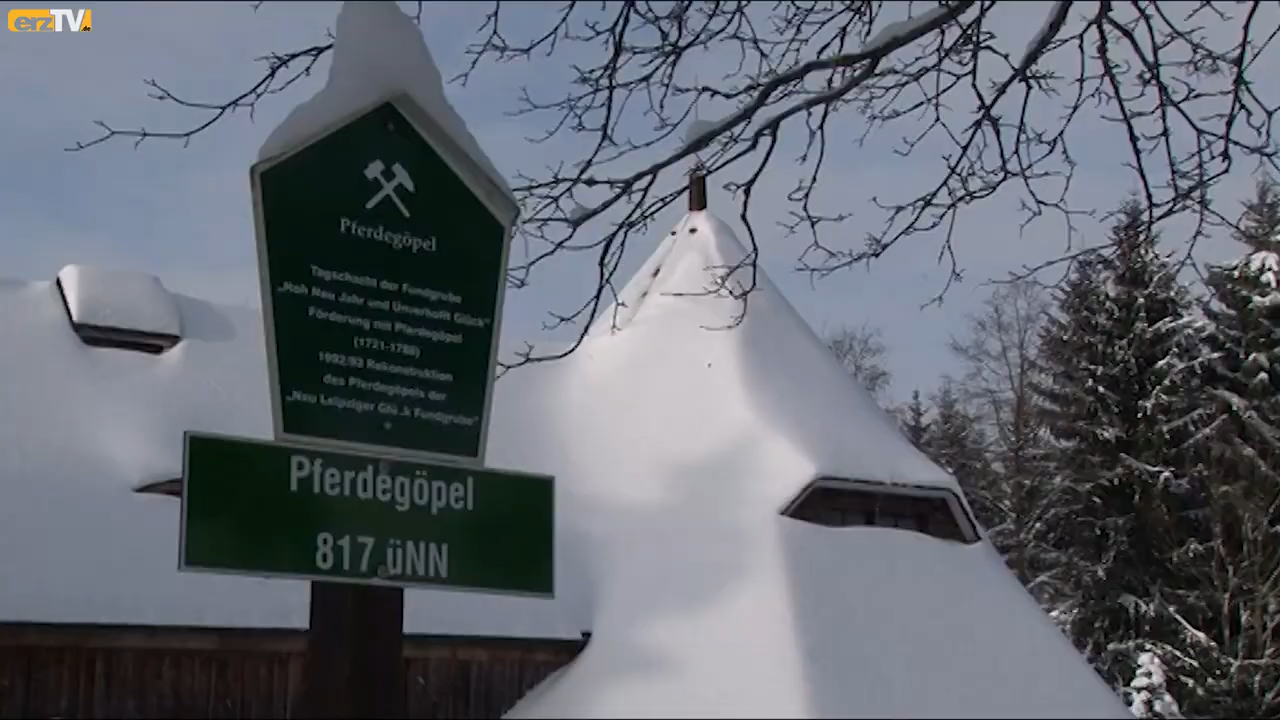 erzTV.de
Pferdegöpel
Tagschacht der Fundgrube
„Hoh Neu Jahr und Unverhofft Glück"
Förderung mit Pferdegöpel
(1721-1788)
1992/93 Rekonstruktion
des Pferdegöpels der
„Neu Leipziger Glück Fundgrube"
Pferdegöpel
817 üNN